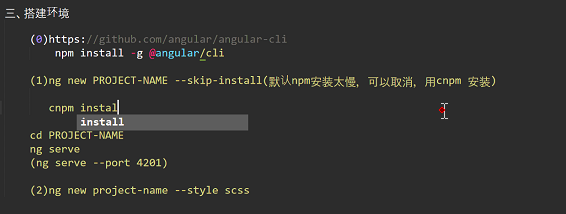 三、搭建环境
(0)https://github.com/angular/angular-cli
npm install -g @angular/cli
(1)ng new PROJECT-NAME --skip-install(默认npm安装太慢，可以取消，用cnpm 安装)
cnpm instal
install
cd PROJECT-NAME
ng serve
(ng serve --port 4201)
(2)ng new project-name --style scss